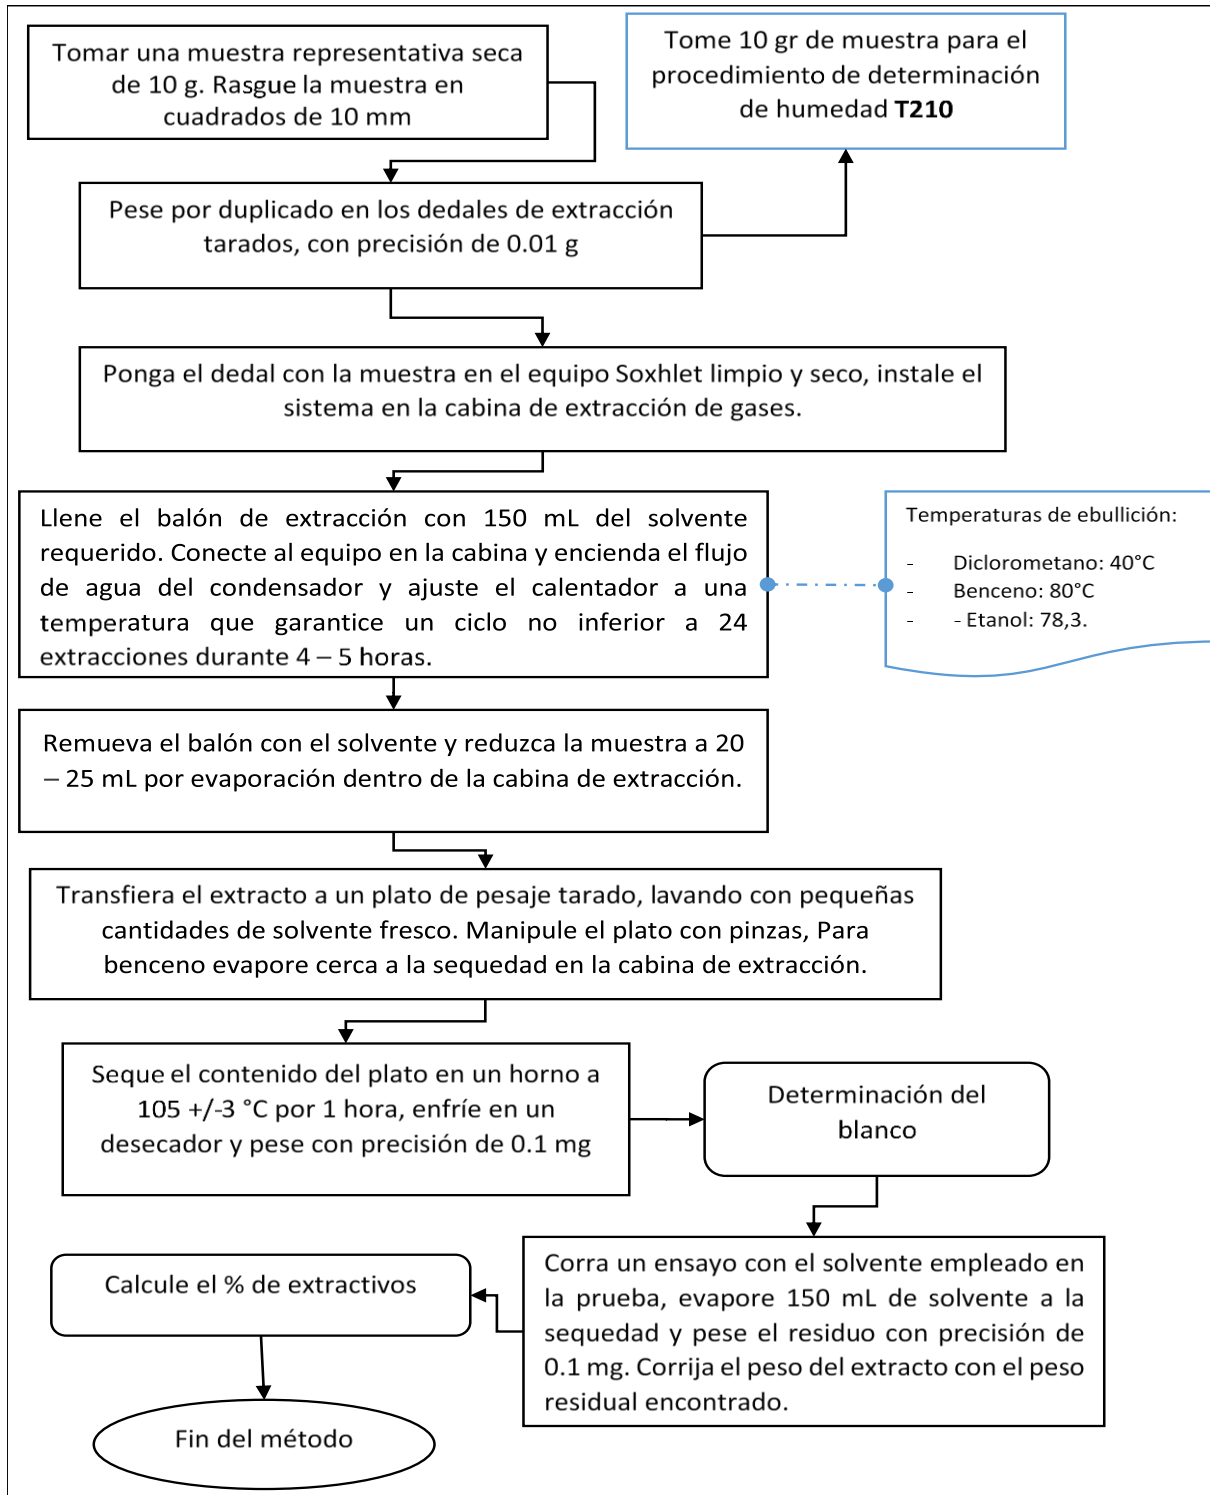 Tomar una muestra representativa seca
de 10 g. Rasgue la muestra en
cuadrados de 10 mm
Tome 10 gr de muestra para el
procedimiento de determinación
de humedad T210
Pese por duplicado en los dedales de extracción
tarados, con precisión de 0.01 g
Ponga el dedal con la muestra en el equipo Soxhlet limpio y seco, instale el
sistema en la cabina de extracción de gases.
Llene el balón de extracción con 150 mL del solvente
requerido. Conecte al equipo en la cabina y encienda el flujo
de agua del condensador y ajuste el calentador a una
temperatura que garantice un ciclo no inferior a 24
extracciones durante 4 – 5 horas.
Temperaturas de ebullición:
- Diclorometano: 40°C
- Benceno: 80°C
- - Etanol: 78,3.
Remueva el balón con el solvente y reduzca la muestra a 20
– 25 mL por evaporación dentro de la cabina de extracción.
Transfiera el extracto a un plato de pesaje tarado, lavando con pequeñas
cantidades de solvente fresco. Manipule el plato con pinzas, Para
benceno evapore cerca a la sequedad en la cabina de extracción.
Seque el contenido del plato en un horno a
105 +/-3 °C por 1 hora, enfríe en un
desecador y pese con precisión de 0.1 mg
Determinación del
blanco
Corra un ensayo con el solvente empleado en
la prueba, evapore 150 mL de solvente a la
sequedad y pese el residuo con precisión de
0.1 mg. Corrija el peso del extracto con el peso
residual encontrado.
Calcule el % de extractivos
Fin del método